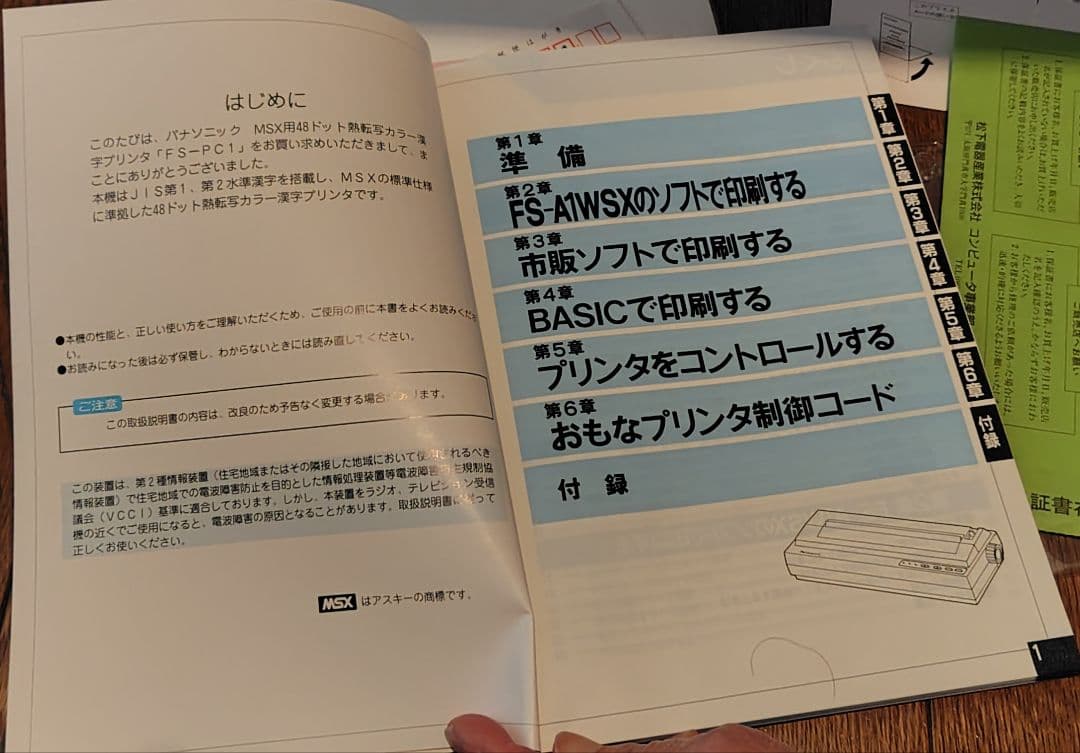 はじめに
このたびは、パナソニック　MSX用48ドット熱転写カラー漢
字プリンタ「FS-PC1」をお買い求めいただきまして、ま
ことにありがとうございました。
本機はJIS第1、第2水準漢字を搭載し、MSXの標準仕様
に準拠した48ドット熱転写カラー漢字プリンタです。
●本機の性能と、正しい使い方をご理解いただくため、ご使用の前に本書をよくお読みくださ
い。
●お読みになった後は必ず保管し、わからないときには読み直してください。
ご注意
この取扱説明書の内容は、改良のため予告なく変更する場合があります。
この装置は、第2種情報装置（住宅地域またはその隣接した地域において使用されるべき
情報装置）で住宅地域での電波障害防止を目的とした情報処理装置等電波障害自主規制協
議会（VCCI）基準に適合しております。しかし、本装置をラジオ、テレビジョン受信
機の近くでご使用になると、電波障害の原因となることがあります。取扱説明書に従って
正しくお使いください。
MSX はアスキーの商標です。
第1章
準　備
第2章
FS-A1WSXのソフトで印刷する
第3章
市販ソフトで印刷する
第4章
BASICで印刷する
第5章
プリンタをコントロールする
第6章
おもなプリンタ制御コード
付　録
第1章
第2章
第3章
第4章
第5章
第6章
付録
1
郵便はがき
松下電器産業株式会社 コンピュータ事業部